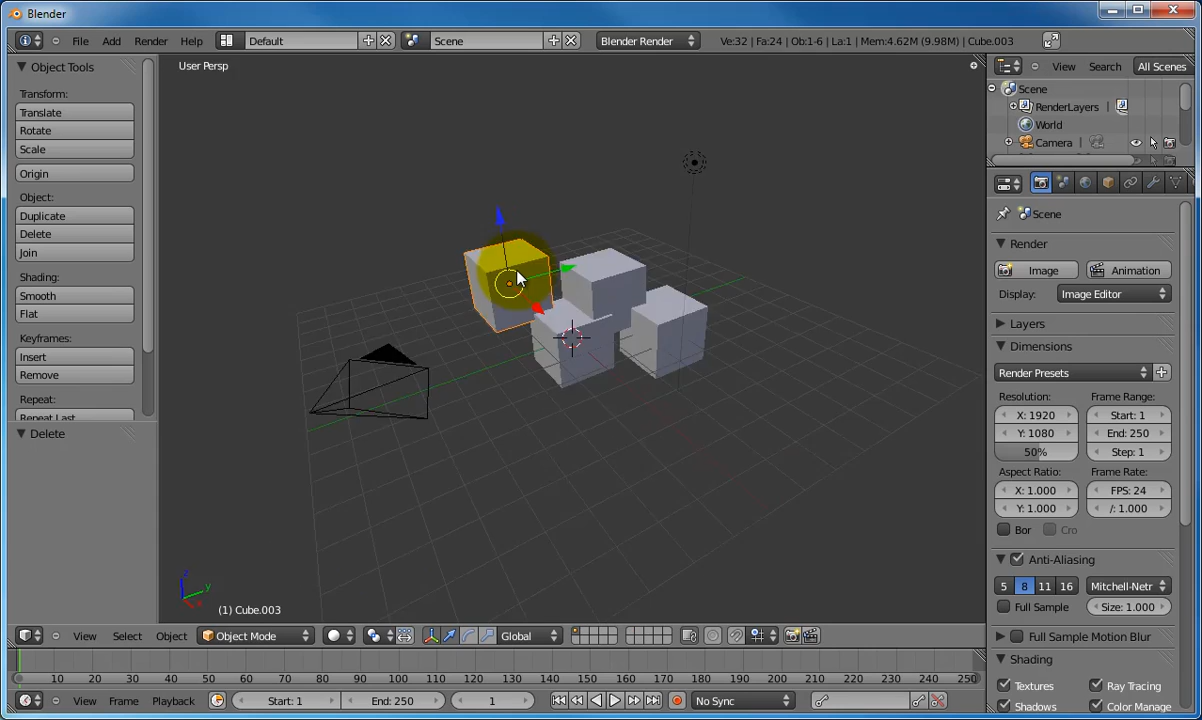 Blender
File Add Render Help Default Scene Blender Render Ve:32 | Fa:24 | Ob:1-6 | La:1 | Mem:4.62M (9.98M) | Cube.003
Object Tools
Transform:
Translate
Rotate
Scale
Origin
Object:
Duplicate
Delete
Join
Shading:
Smooth
Flat
Keyframes:
Insert
Remove
Repeat:
Repeat Last
Delete
User Persp
z
y
x
(1) Cube.003
View Select Object Object Mode Global
10 20 30 40 50 60 70 80 90 100 110 120 130 140 150 160 170 180 190 200 210 220 230 240 250
View Frame Playback Start: 1 End: 250 1 No Sync
View Search All Scenes
Scene
RenderLayers
World
Camera
Scene
Render
Image Animation
Display: Image Editor
Layers
Dimensions
Render Presets
Resolution: Frame Range:
X: 1920 Start: 1
Y: 1080 End: 250
50% Step: 1
Aspect Ratio: Frame Rate:
X: 1.000 FPS: 24
Y: 1.000 /: 1.000
Bor Cro
Anti-Aliasing
5 8 11 16 Mitchell-Netr
Full Sample Size: 1.000
Full Sample Motion Blur
Shading
Textures Ray Tracing
Shadows Color Manage